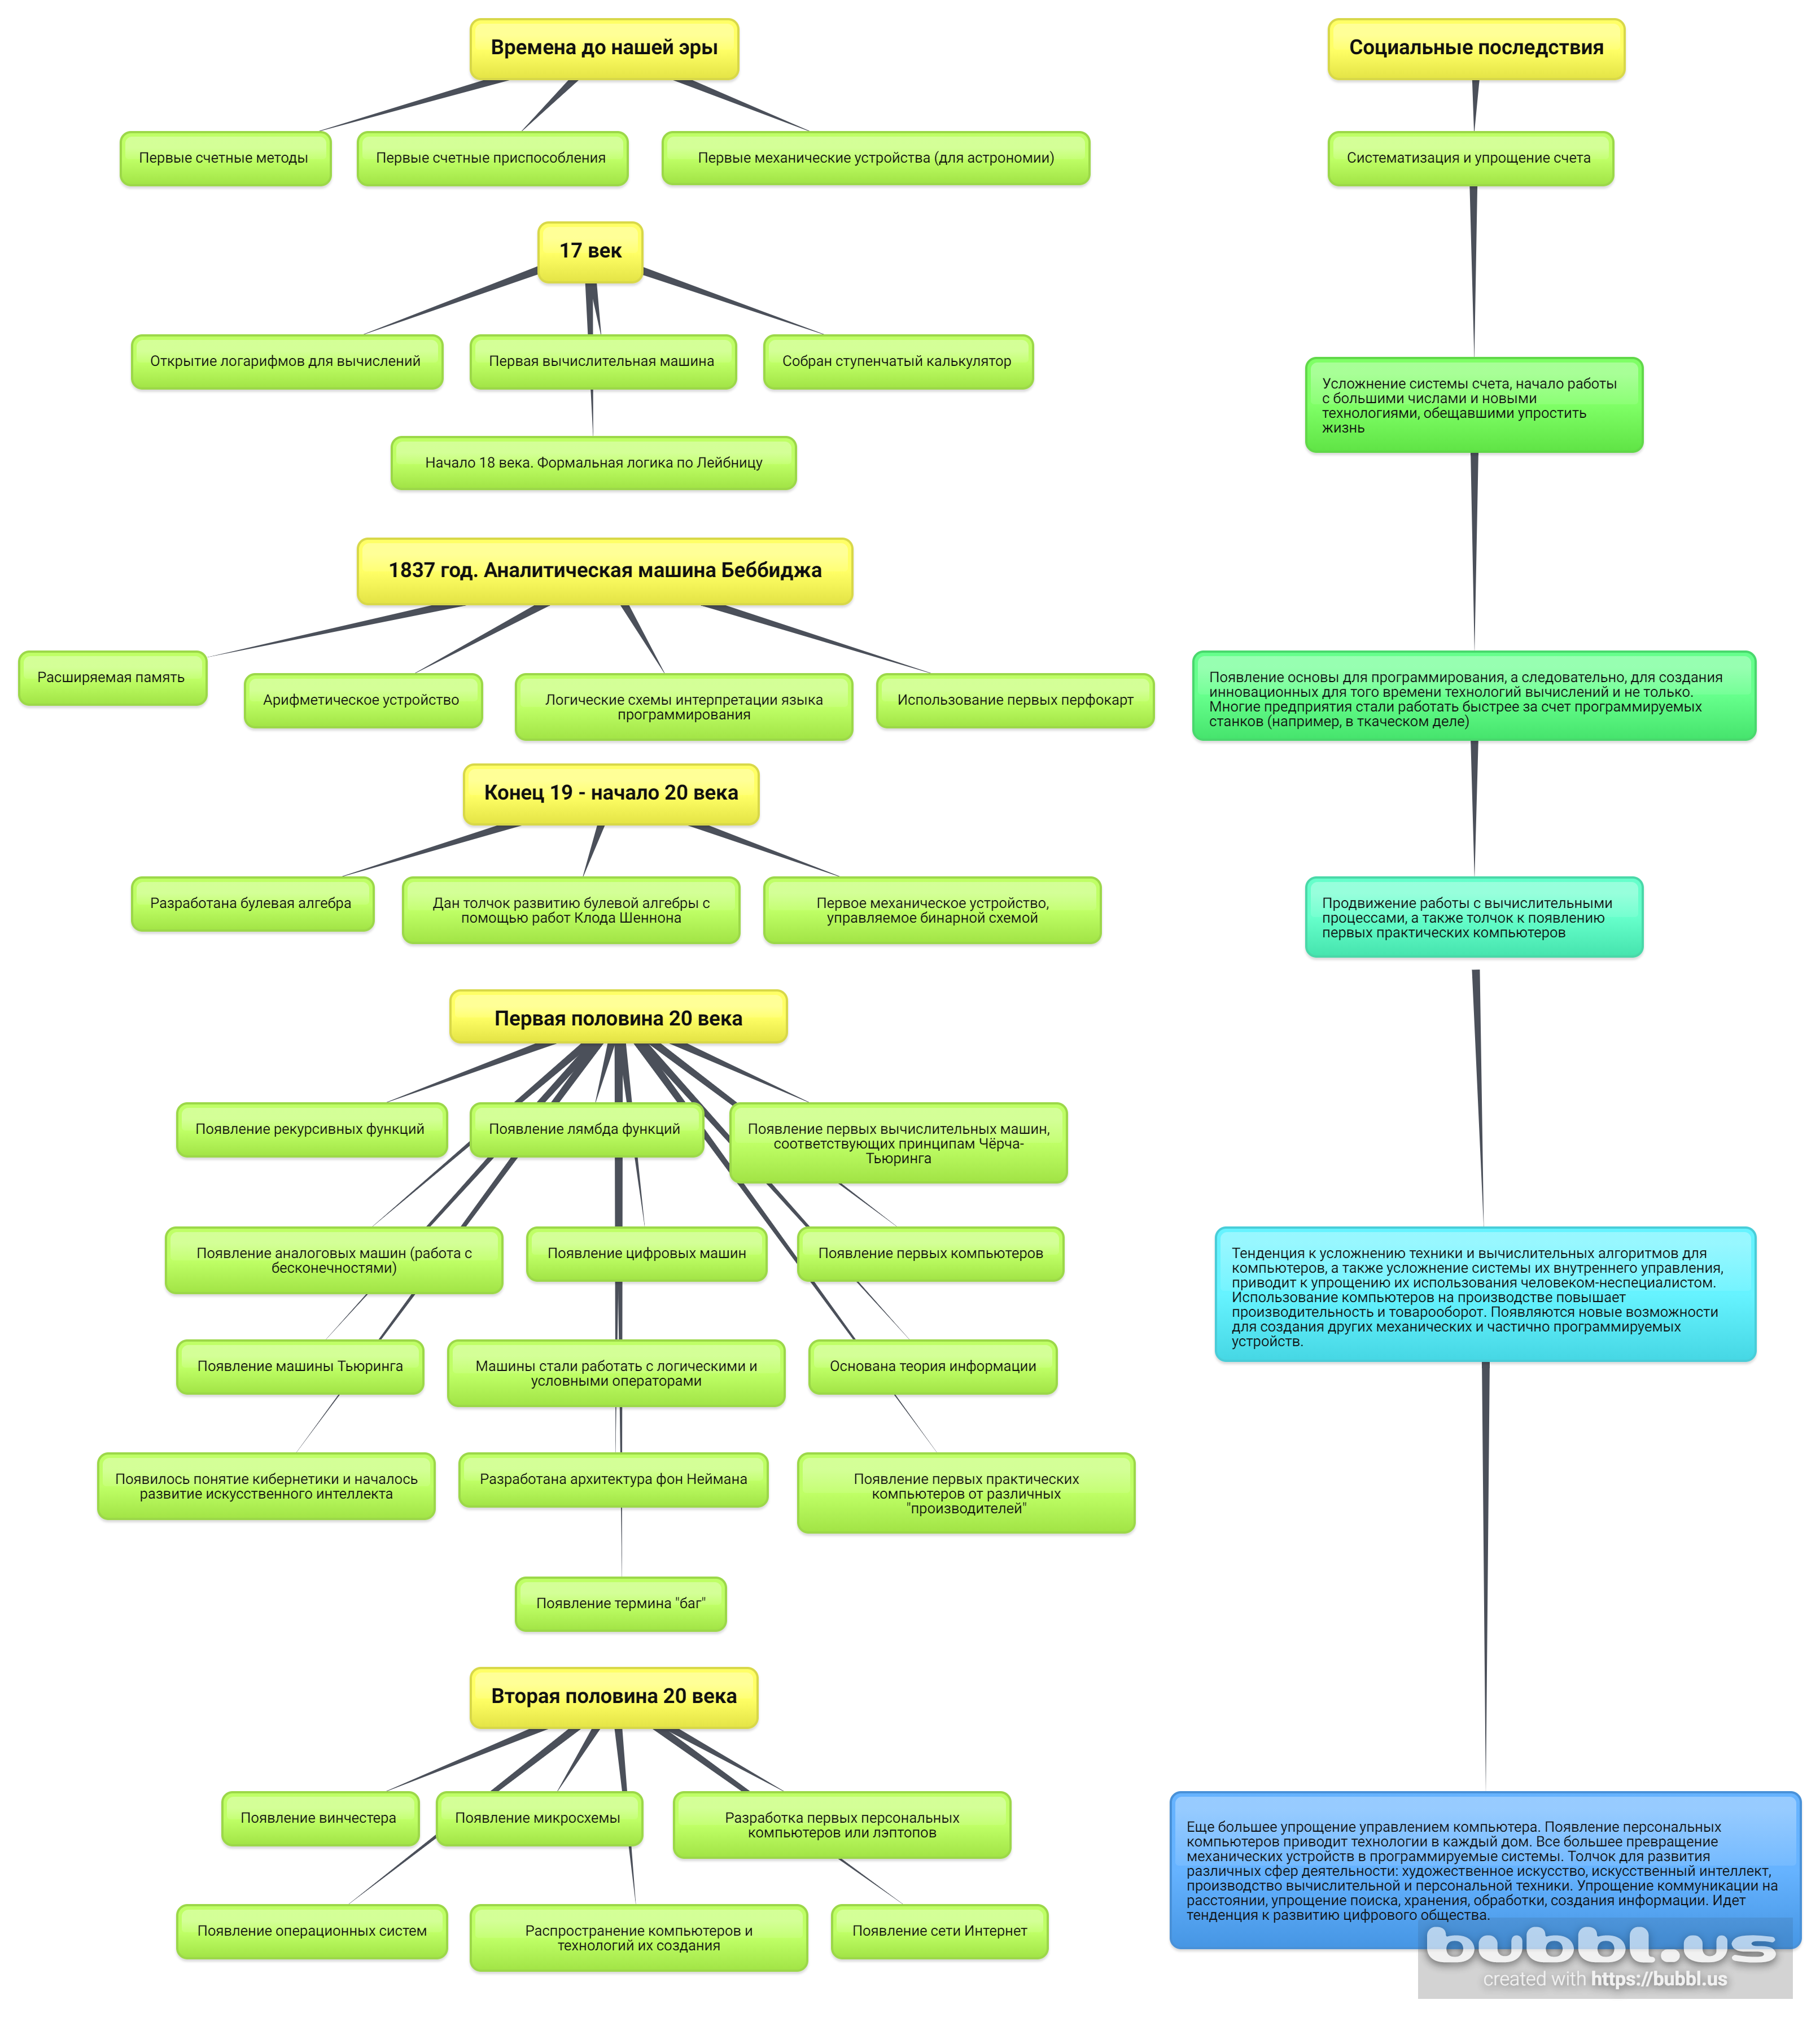 Времена до нашей эры
Первые счетные методы
Первые счетные приспособления
Первые механические устройства (для астрономии)
17 век
Открытие логарифмов для вычислений
Первая вычислительная машина
Собран ступенчатый калькулятор
Начало 18 века. Формальная логика по Лейбницу
1837 год. Аналитическая машина Беббиджа
Расширяемая память
Арифметическое устройство
Логические схемы интерпретации языка
программирования
Использование первых перфокарт
Конец 19 - начало 20 века
Разработана булевая алгебра
Дан толчок развитию булевой алгебры с
помощью работ Клода Шеннона
Первое механическое устройство,
управляемое бинарной схемой
Первая половина 20 века
Появление рекурсивных функций
Появление лямбда функций
Появление первых вычислительных машин,
соответствующих принципам Чёрча-
Тьюринга
Появление аналоговых машин (работа с
бесконечностями)
Появление цифровых машин
Появление первых компьютеров
Появление машины Тьюринга
Машины стали работать с логическими и
условными операторами
Основана теория информации
Появилось понятие кибернетики и началось
развитие искусственного интеллекта
Разработана архитектура фон Неймана
Появление первых практических
компьютеров от различных
"производителей"
Появление термина "баг"
Вторая половина 20 века
Появление винчестера
Появление микросхемы
Разработка первых персональных
компьютеров или лэптопов
Появление операционных систем
Распространение компьютеров и
технологий их создания
Появление сети Интернет
Социальные последствия
Систематизация и упрощение счета
Усложнение системы счета, начало работы
с большими числами и новыми
технологиями, обещавшими упростить
жизнь
Появление основы для программирования, а следовательно, для создания
инновационных для того времени технологий вычислений и не только.
Многие предприятия стали работать быстрее за счет программируемых
станков (например, в ткаческом деле)
Продвижение работы с вычислительными
процессами, а также толчок к появлению
первых практических компьютеров
Тенденция к усложнению техники и вычислительных алгоритмов для
компьютеров, а также усложнение системы их внутреннего управления,
приводит к упрощению их использования человеком-неспециалистом.
Использование компьютеров на производстве повышает
производительность и товарооборот. Появляются новые возможности
для создания других механических и частично программируемых
устройств.
Еще большее упрощение управлением компьютера. Появление персональных
компьютеров приводит технологии в каждый дом. Все большее превращение
механических устройств в программируемые системы. Толчок для развития
различных сфер деятельности: художественное искусство, искусственный интеллект,
производство вычислительной и персональной техники. Упрощение коммуникации на
расстоянии, упрощение поиска, хранения, обработки, создания информации. Идет
тенденция к развитию цифрового общества.
bubbl.us
created with https://bubbl.us